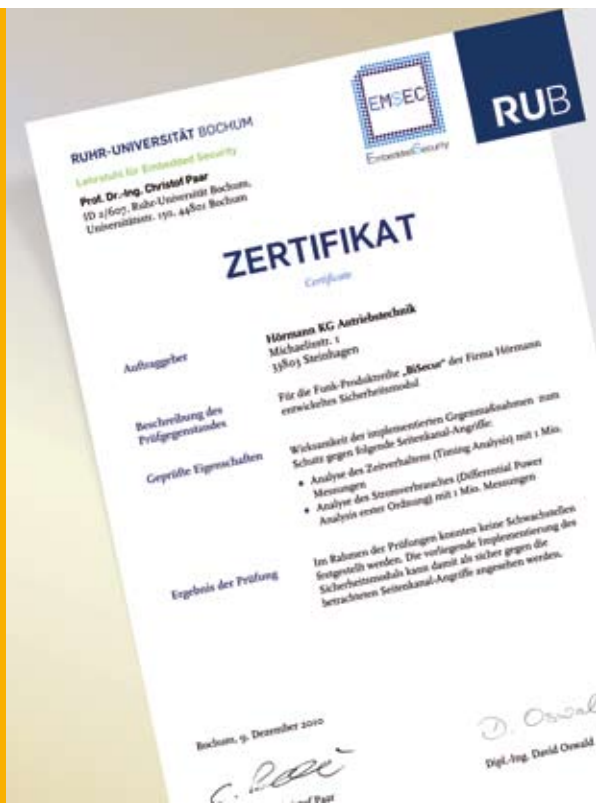 RUHR-UNIVERSITÄT BOCHUM
Lehrstuhl für Embedded Security
Prof. Dr.-Ing. Christof Paar
ID 2/607, Ruhr-Universität Bochum,
Universitätsstr. 150, 44801 Bochum
EMSEC
Embedded Security
RUB
ZERTIFIKAT
Certificate
Auftraggeber
Hörmann KG Antriebstechnik
Michaelisstr. 1
33803 Steinhagen
Beschreibung des
Prüfgegenstandes
Für die Funk-Produktreihe „BiSecur“ der Firma Hörmann
entwickeltes Sicherheitsmodul
Geprüfte Eigenschaften
Wirksamkeit der implementierten Gegenmaßnahmen zum
Schutz gegen folgende Seitenkanal-Angriffe:
• Analyse des Zeitverhaltens (Timing Analysis) mit 1 Mio.
Messungen
• Analyse des Stromverbrauches (Differential Power
Analysis erster Ordnung) mit 1 Mio. Messungen
Ergebnis der Prüfung
Im Rahmen der Prüfungen konnten keine Schwachstellen
festgestellt werden. Die vorliegende Implementierung des
Sicherheitsmoduls kann damit als sicher gegen die
betrachteten Seitenkanal-Angriffe angesehen werden.
Bochum, 9. Dezember 2010
D. Oswald
Dipl.-Ing. David Oswald
C. Paar
stof Paar